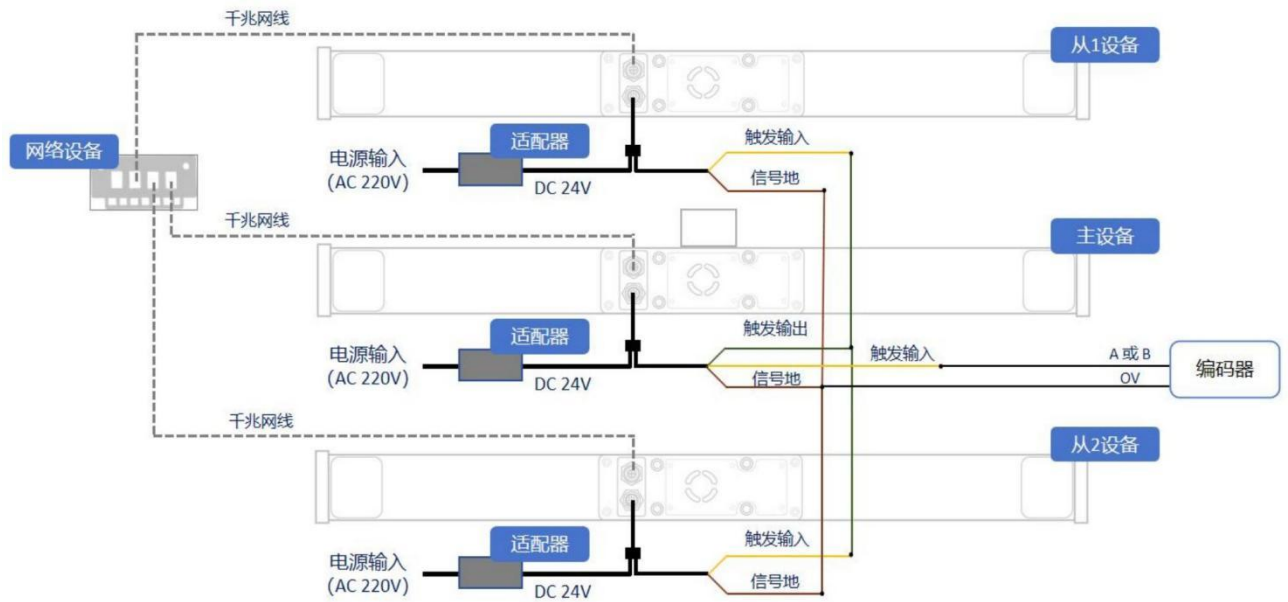 千兆网线
从1设备
网络设备
适配器
触发输入
电源输入
(AC 220V)
DC 24V
信号地
千兆网线
主设备
适配器
触发输出
电源输入
(AC 220V)
DC 24V
触发输入
信号地
A 或 B
OV
编码器
千兆网线
从2设备
适配器
触发输入
电源输入
(AC 220V)
DC 24V
信号地